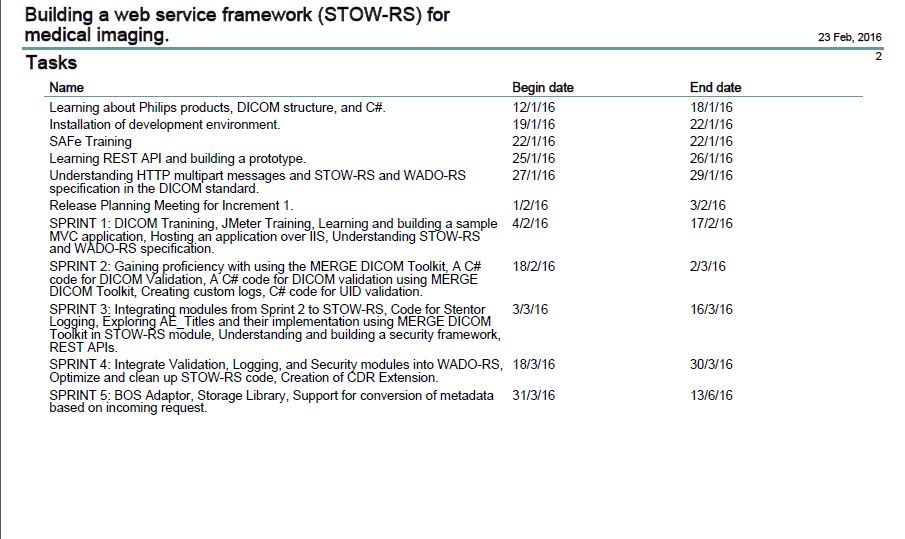 Building a web service framework (STOW-RS) for
medical imaging.
23 Feb, 2016
Tasks
2
Name Begin date End date
Learning about Philips products, DICOM structure, and C#. 12/1/16 18/1/16
Installation of development environment. 19/1/16 22/1/16
SAFe Training 22/1/16 22/1/16
Learning REST API and building a prototype. 25/1/16 26/1/16
Understanding HTTP multipart messages and STOW-RS and WADO-RS 27/1/16 29/1/16
specification in the DICOM standard.
Release Planning Meeting for Increment 1. 1/2/16 3/2/16
SPRINT 1: DICOM Tranining, JMeter Training, Learning and building a sample 4/2/16 17/2/16
MVC application, Hosting an application over IIS, Understanding STOW-RS
and WADO-RS specification.
SPRINT 2: Gaining proficiency with using the MERGE DICOM Toolkit, A C# 18/2/16 2/3/16
code for DICOM Validation, A C# code for DICOM validation using MERGE
DICOM Toolkit, Creating custom logs, C# code for UID validation.
SPRINT 3: Integrating modules from Sprint 2 to STOW-RS, Code for Stentor 3/3/16 16/3/16
Logging, Exploring AE_Titles and their implementation using MERGE DICOM
Toolkit in STOW-RS module, Understanding and building a security framework,
REST APIs.
SPRINT 4: Integrate Validation, Logging, and Security modules into WADO-RS, 18/3/16 30/3/16
Optimize and clean up STOW-RS code, Creation of CDR Extension.
SPRINT 5: BOS Adaptor, Storage Library, Support for conversion of metadata 31/3/16 13/6/16
based on incoming request.